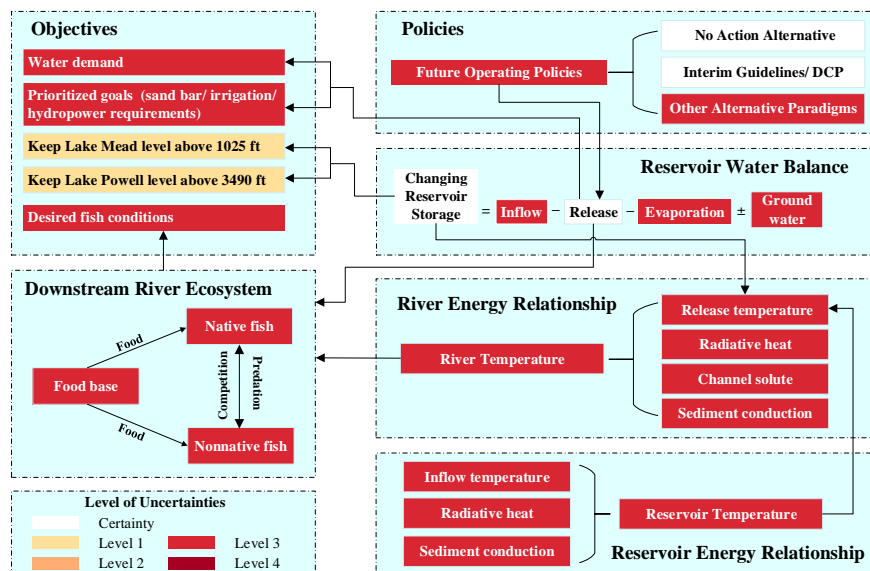 Objectives
Water demand
Prioritized goals (sand bar/ irrigation/
hydropower requirements)
Keep Lake Mead level above 1025 ft
Keep Lake Powell level above 3490 ft
Desired fish conditions
Policies
Future Operating Policies
No Action Alternative
Interim Guidelines/ DCP
Other Alternative Paradigms
Reservoir Water Balance
Changing
Reservoir
Storage
= Inflow − Release − Evaporation ± Ground
water
Downstream River Ecosystem
Native fish
Food
Food base
Competition
Predation
Food
Nonnative fish
River Energy Relationship
River Temperature
Release temperature
Radiative heat
Channel solute
Sediment conduction
Inflow temperature
Radiative heat
Sediment conduction
Reservoir Temperature
Reservoir Energy Relationship
Level of Uncertainties
Certainty
Level 1
Level 2
Level 3
Level 4